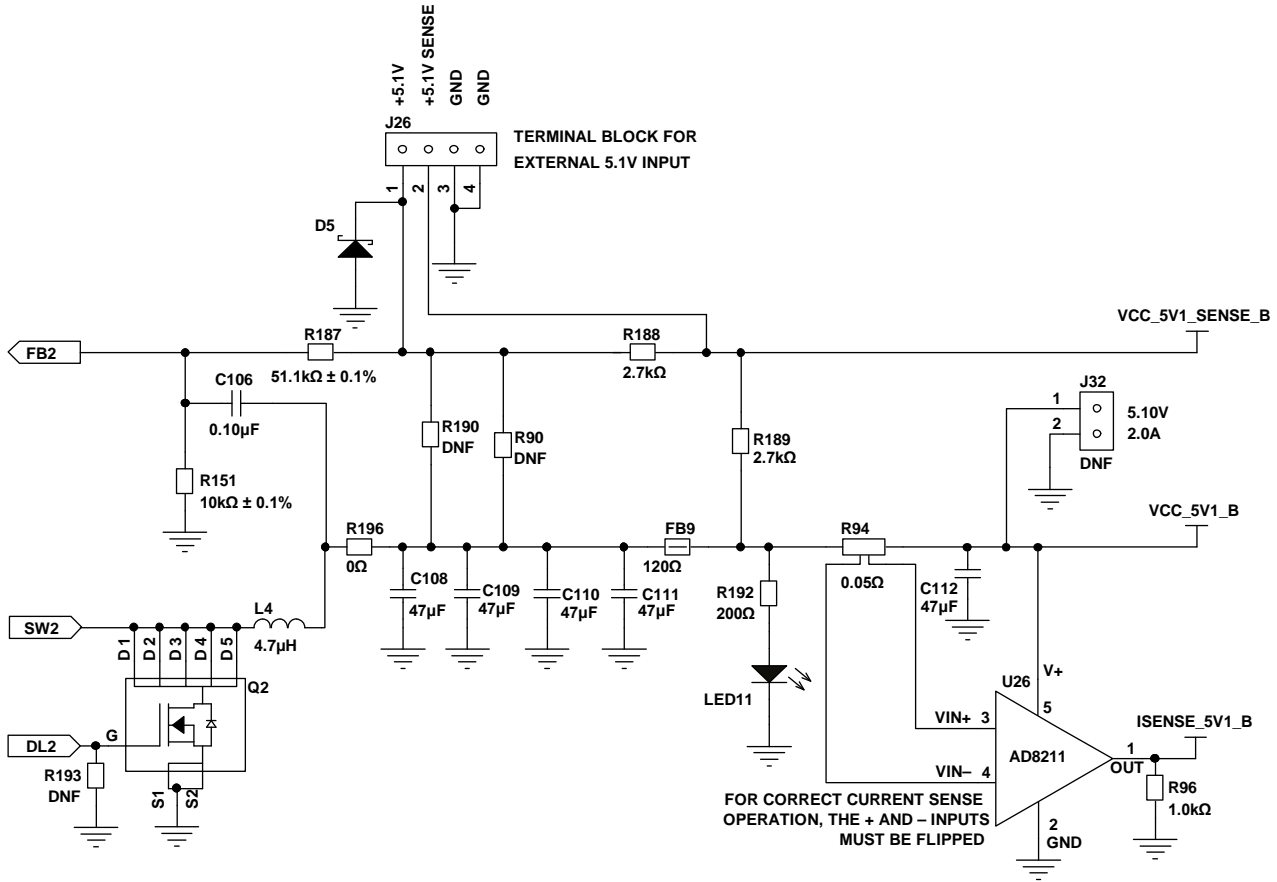 +5.1V
+5.1V SENSE
GND
GND
J26
TERMINAL BLOCK FOR
EXTERNAL 5.1V INPUT
1
2
3
4
D5
FB2
R187
51.1kΩ ± 0.1%
R188
2.7kΩ
VCC_5V1_SENSE_B
C106
0.10µF
R190
DNF
R90
DNF
R189
2.7kΩ
J32
1
2
5.10V
2.0A
DNF
R151
10kΩ ± 0.1%
R196
0Ω
FB9
120Ω
R94
0.05Ω
VCC_5V1_B
C108
47µF
C109
47µF
C110
47µF
C111
47µF
R192
200Ω
C112
47µF
SW2
L4
4.7µH
D1
D2
D3
D4
D5
Q2
LED11
U26
V+
5
VIN+ 3
VIN– 4
AD8211
1
OUT
ISENSE_5V1_B
DL2
G
R193
DNF
S1
S2
R96
1.0kΩ
2
GND
FOR CORRECT CURRENT SENSE
OPERATION, THE + AND – INPUTS
MUST BE FLIPPED